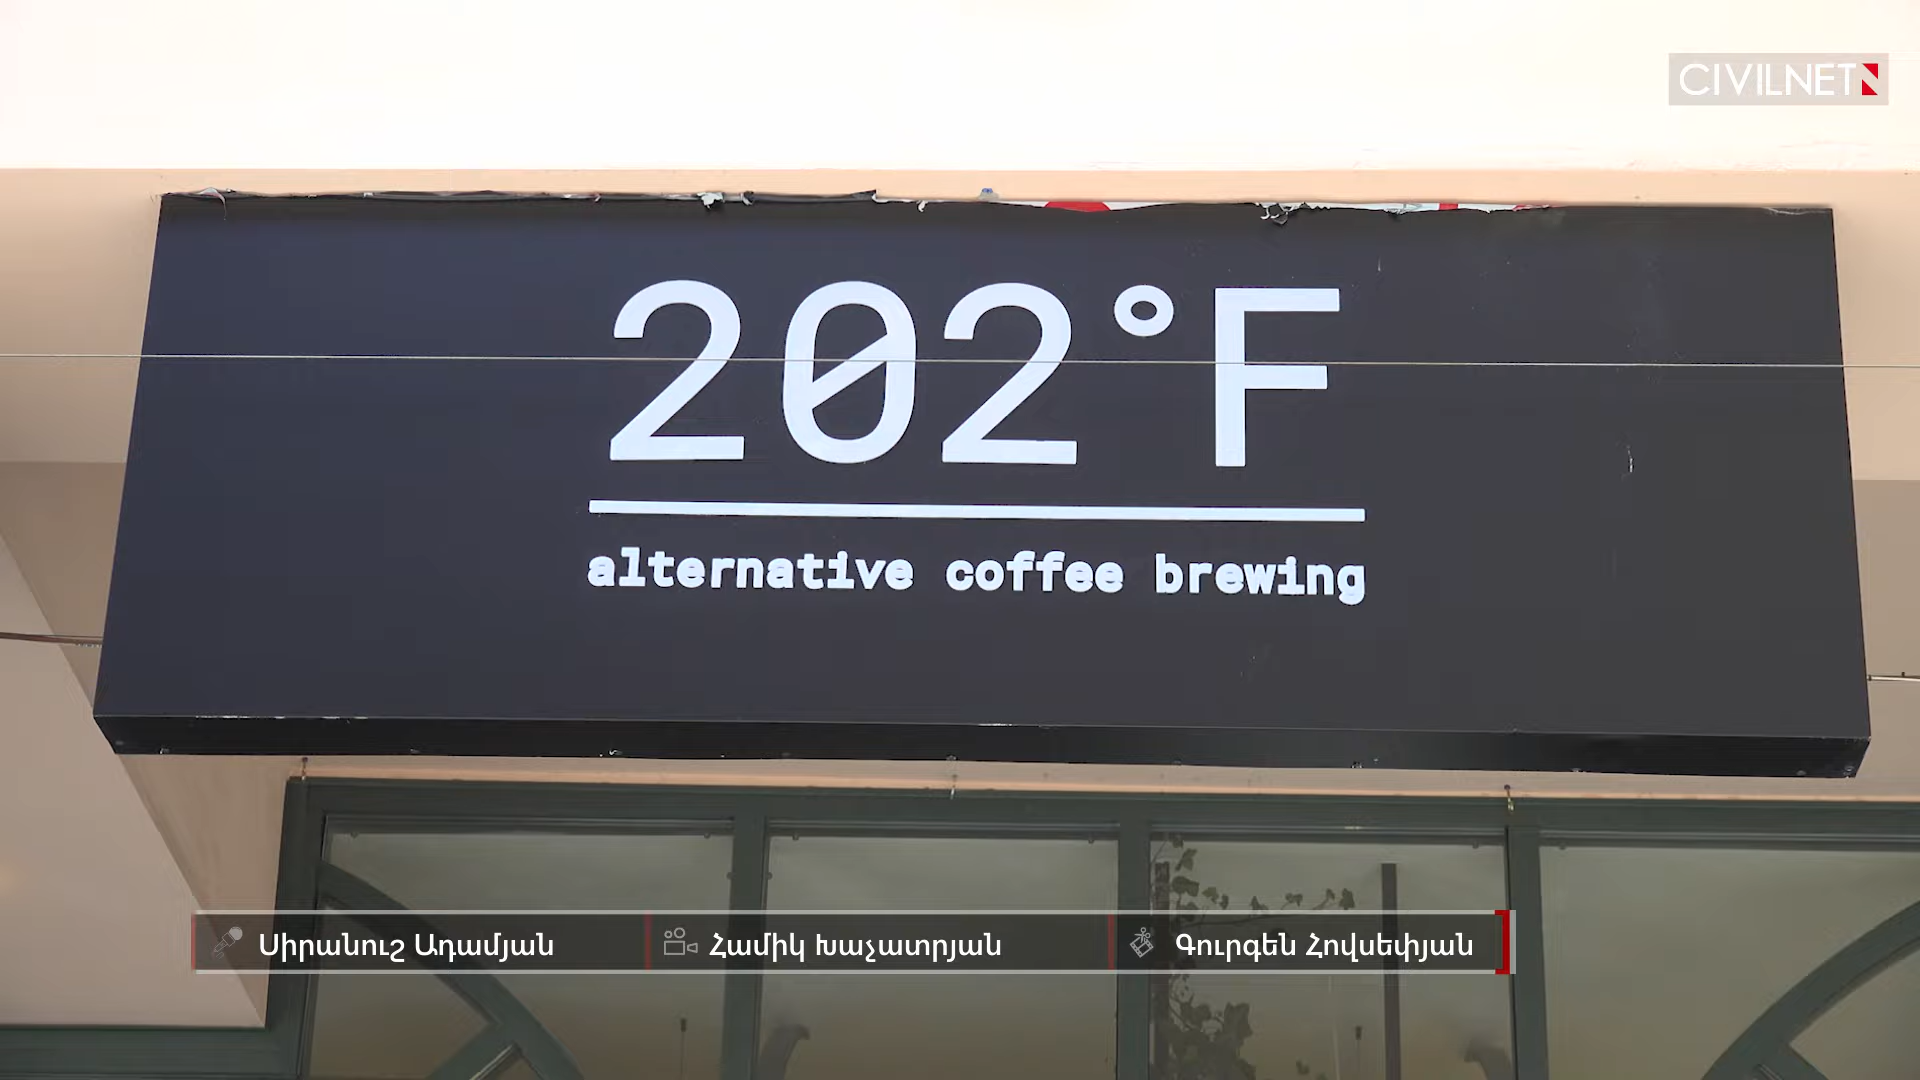 CIVILNET
202°F
alternative coffee brewing
Սիրանուշ Ադամյան
Համիկ Խաչատրյան
Գուրգեն Հովսեփյան